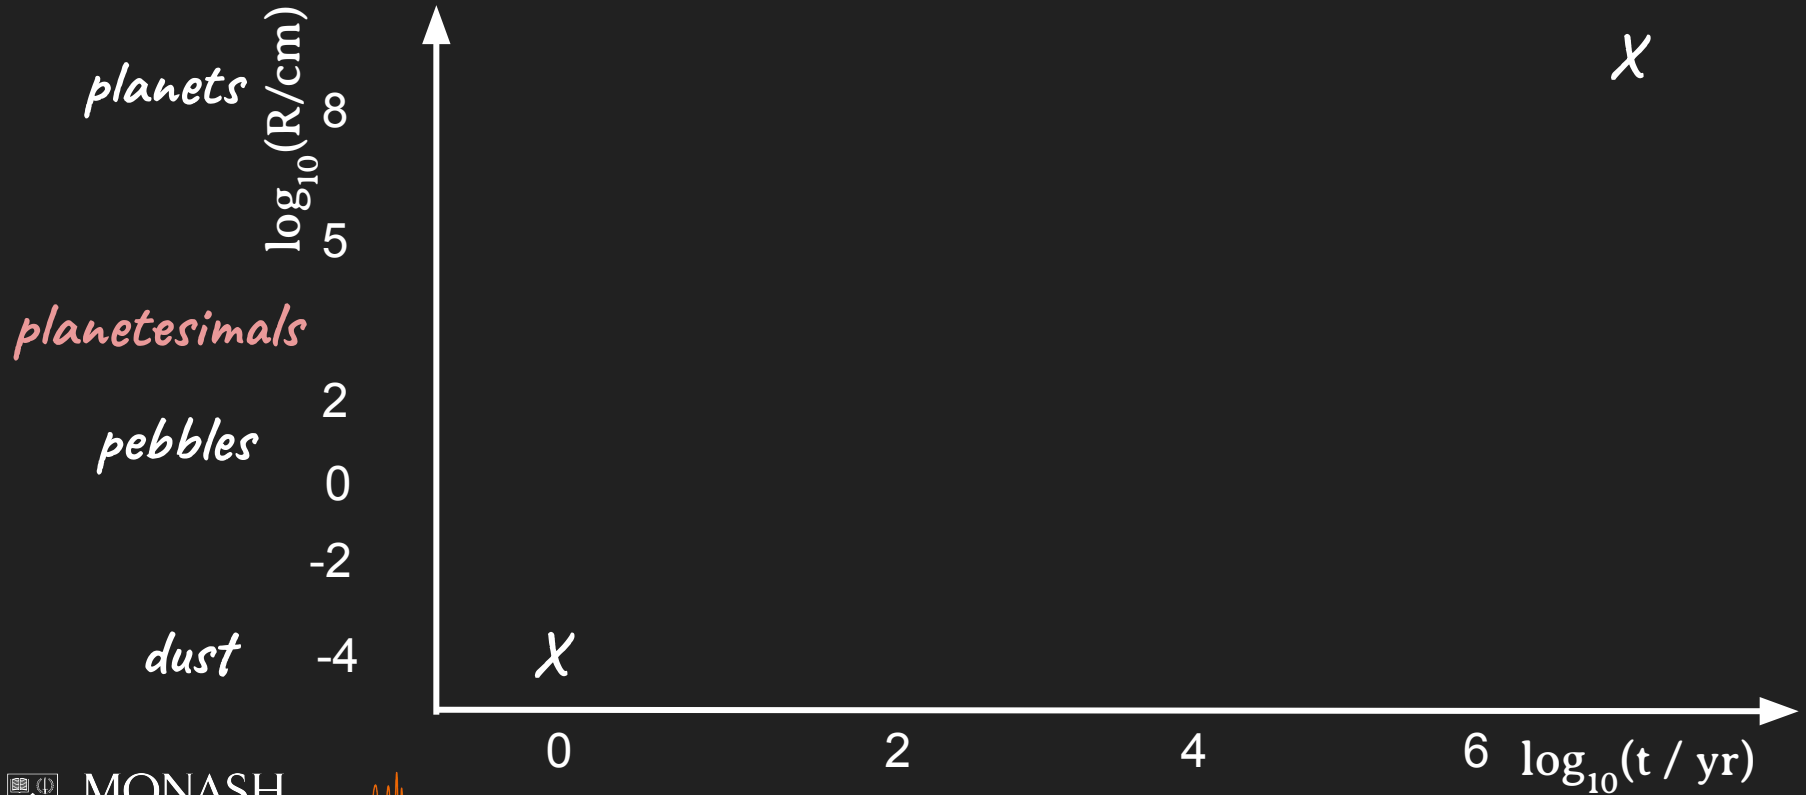 planets
log10(R/cm)
8
5
planetesimals
2
pebbles
0
-2
dust
-4
X
X
0 2 4 6 log10(t / yr)
MONASH